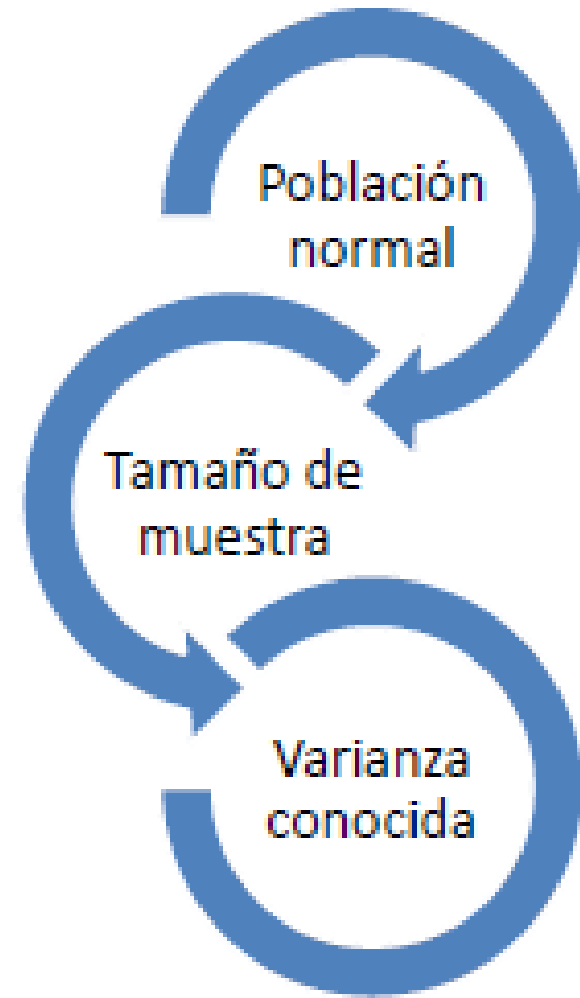 Población
normal
Tamaño de
muestra
Varianza
conocida